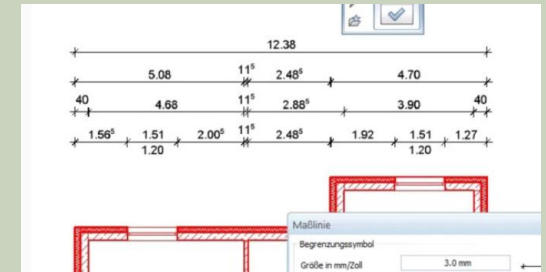 12.38
5.08 11⁵ 2.48⁵ 4.70
40 4.68 11⁵ 2.88⁵ 3.90 40
1.56⁵ 1.51 2.00⁵ 11⁵ 2.48⁵ 1.92 1.51 1.27
1.20 1.20
Maßlinie
Begrenzungssymbol
Größe in mm/Zoll 3.0 mm